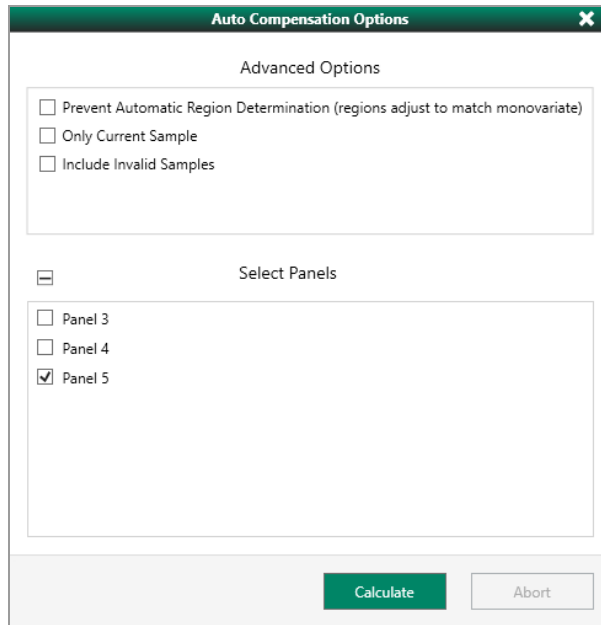 Auto Compensation Options
Advanced Options
Prevent Automatic Region Determination (regions adjust to match monovariate)
Only Current Sample
Include Invalid Samples
Select Panels
Panel 3
Panel 4
Panel 5
Calculate
Abort